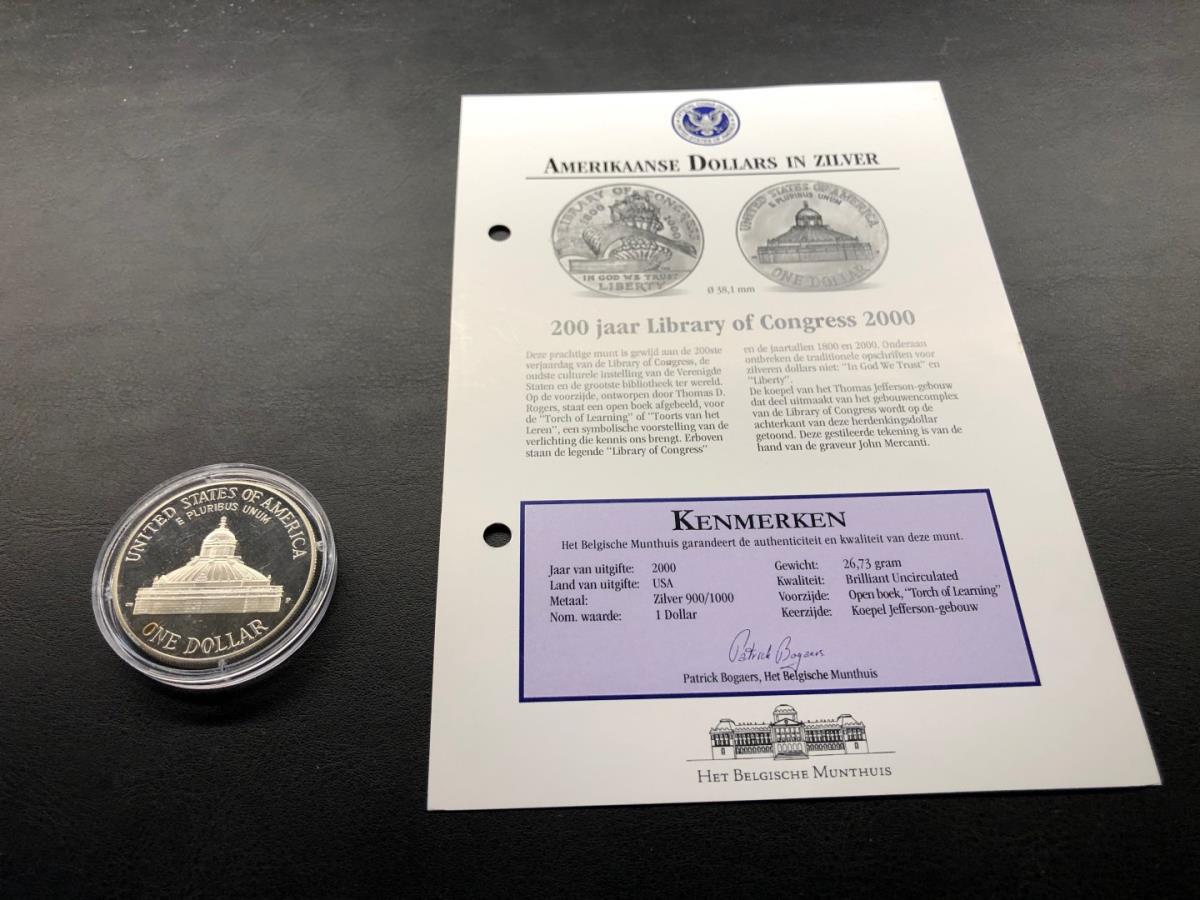 AMERIKAANSE DOLLARS IN ZILVER
LIBRARY OF CONGRESS
1800 2000
IN GOD WE TRUST
LIBERTY
UNITED STATES OF AMERICA
E PLURIBUS UNUM
ONE DOLLAR
Ø 38,1 mm
200 jaar Library of Congress 2000
Deze prachtige munt is gewijd aan de 200ste
verjaardag van de Library of Congress, de
oudste culturele instelling van de Verenigde
Staten en de grootste bibliotheek ter wereld.
Op de voorzijde, ontworpen door Thomas D.
Rogers, staat een open boek afgebeeld, voor
de "Torch of Learning" of "Toorts van het
Leren", een symbolische voorstelling van de
verlichting die kennis ons brengt. Erboven
staan de legende "Library of Congress"
en de jaartallen 1800 en 2000. Onderaan
ontbreken de traditionele opschriften voor
zilveren dollars niet: "In God We Trust" en
"Liberty".
De koepel van het Thomas Jefferson-gebouw
dat deel uitmaakt van het gebouwencomplex
van de Library of Congress wordt op de
achterkant van deze herdenkingsdollar
getoond. Deze gestileerde tekening is van de
hand van de graveur John Mercanti.
KENMERKEN
Het Belgische Munthuis garandeert de authenticiteit en kwaliteit van deze munt.
Jaar van uitgifte: 2000
Land van uitgifte: USA
Metaal: Zilver 900/1000
Nom. waarde: 1 Dollar
Gewicht: 26,73 gram
Kwaliteit: Brilliant Uncirculated
Voorzijde: Open boek, "Torch of Learning"
Keerzijde: Koepel Jefferson-gebouw
Patrick Bogaers
Patrick Bogaers, Het Belgische Munthuis
HET BELGISCHE MUNTHUIS
UNITED STATES OF AMERICA
E PLURIBUS UNUM
ONE DOLLAR